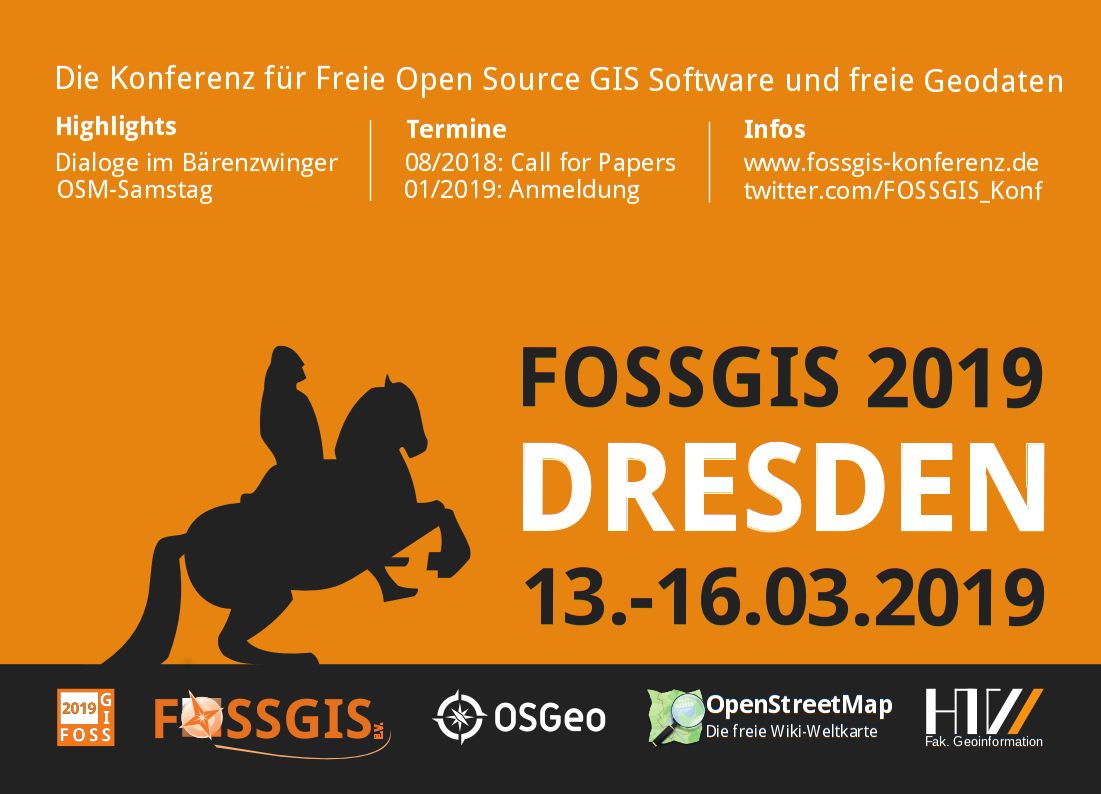 Die Konferenz für Freie Open Source GIS Software und freie Geodaten
Highlights
Dialoge im Bärenzwinger
OSM-Samstag
Termine
08/2018: Call for Papers
01/2019: Anmeldung
Infos
www.fossgis-konferenz.de
twitter.com/FOSSGIS_Konf
FOSSGIS 2019
DRESDEN
13.-16.03.2019
2019
GIS
FOSS
FOSSGIS e.V.
OSGeo
OpenStreetMap
Die freie Wiki-Weltkarte
HTW
Fak. Geoinformation